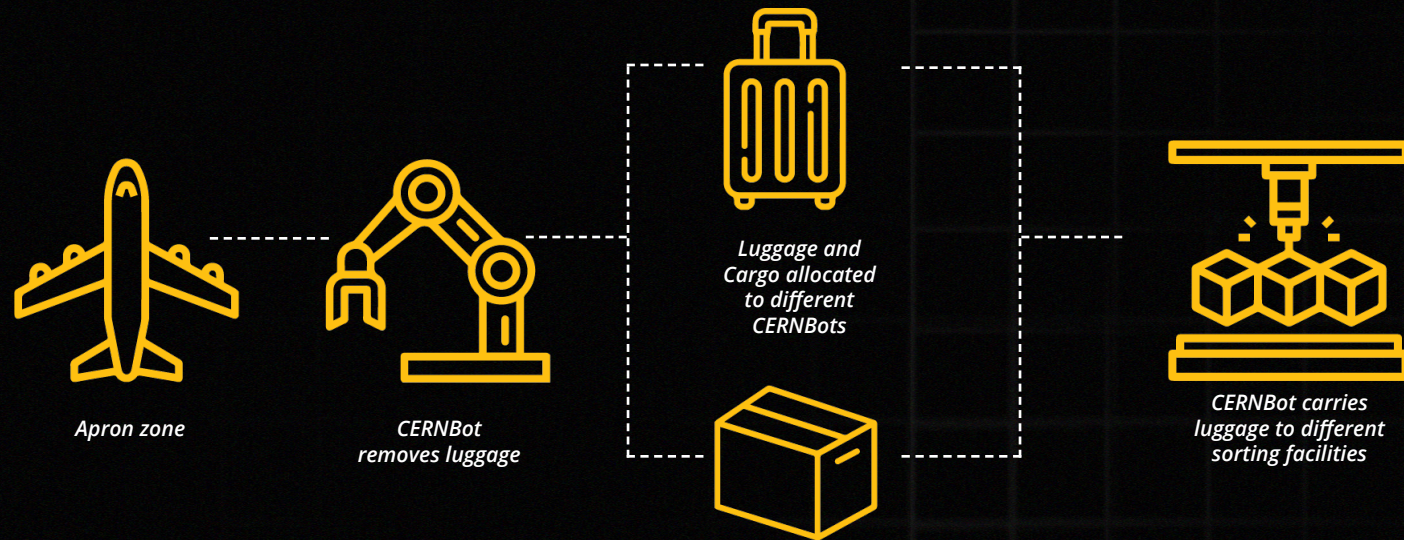 Apron zone
CERNBot
removes luggage
Luggage and
Cargo allocated
to different
CERNBots
CERNBot carries
luggage to different
sorting facilities